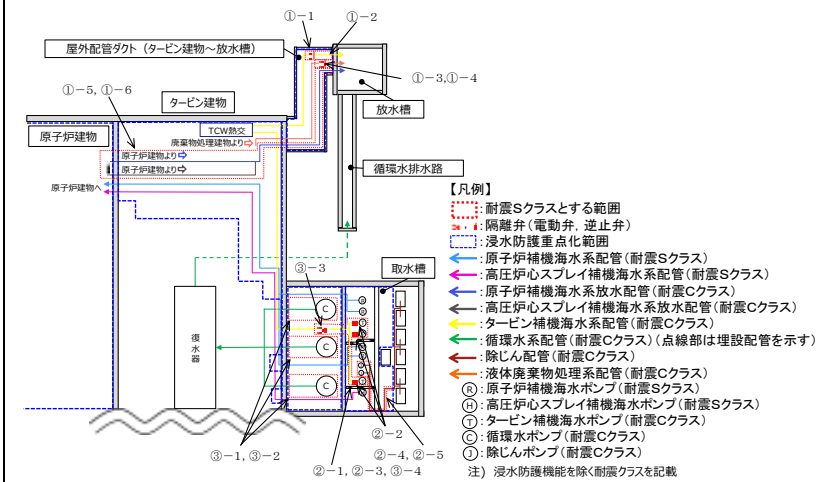 ①-1
①-2
屋外配管ダクト（タービン建物～放水槽）
①-3,①-4
①-5, ①-6
放水槽
タービン建物
原子炉建物
TCW熱交
廃棄物処理建物より
原子炉建物より
原子炉建物より
循環水排水路
原子炉建物へ
【凡例】
:耐震Sクラスとする範囲
:隔離弁（電動弁，逆止弁）
:浸水防護重点化範囲
:原子炉補機海水系配管（耐震Sクラス）
:高圧炉心スプレイ補機海水系配管（耐震Sクラス）
:原子炉補機海水系放水配管（耐震Cクラス）
:高圧炉心スプレイ補機海水系放水配管（耐震Cクラス）
:タービン補機海水系配管（耐震Cクラス）
:循環水系配管（耐震Cクラス）（点線部は埋設配管を示す）
:除じん配管（耐震Cクラス）
:液体廃棄物処理系配管（耐震Cクラス）
Ⓡ:原子炉補機海水ポンプ（耐震Sクラス）
Ⓗ:高圧炉心スプレイ補機海水ポンプ（耐震Sクラス）
Ⓣ:タービン補機海水ポンプ（耐震Cクラス）
Ⓒ:循環水ポンプ（耐震Cクラス）
Ⓙ:除じんポンプ（耐震Cクラス）
注）浸水防護機能を除く耐震クラスを記載
③-3
取水槽
復水器
Ⓒ
Ⓒ
Ⓒ
③-1, ③-2
②-2
②-4, ②-5
②-1, ②-3, ③-4